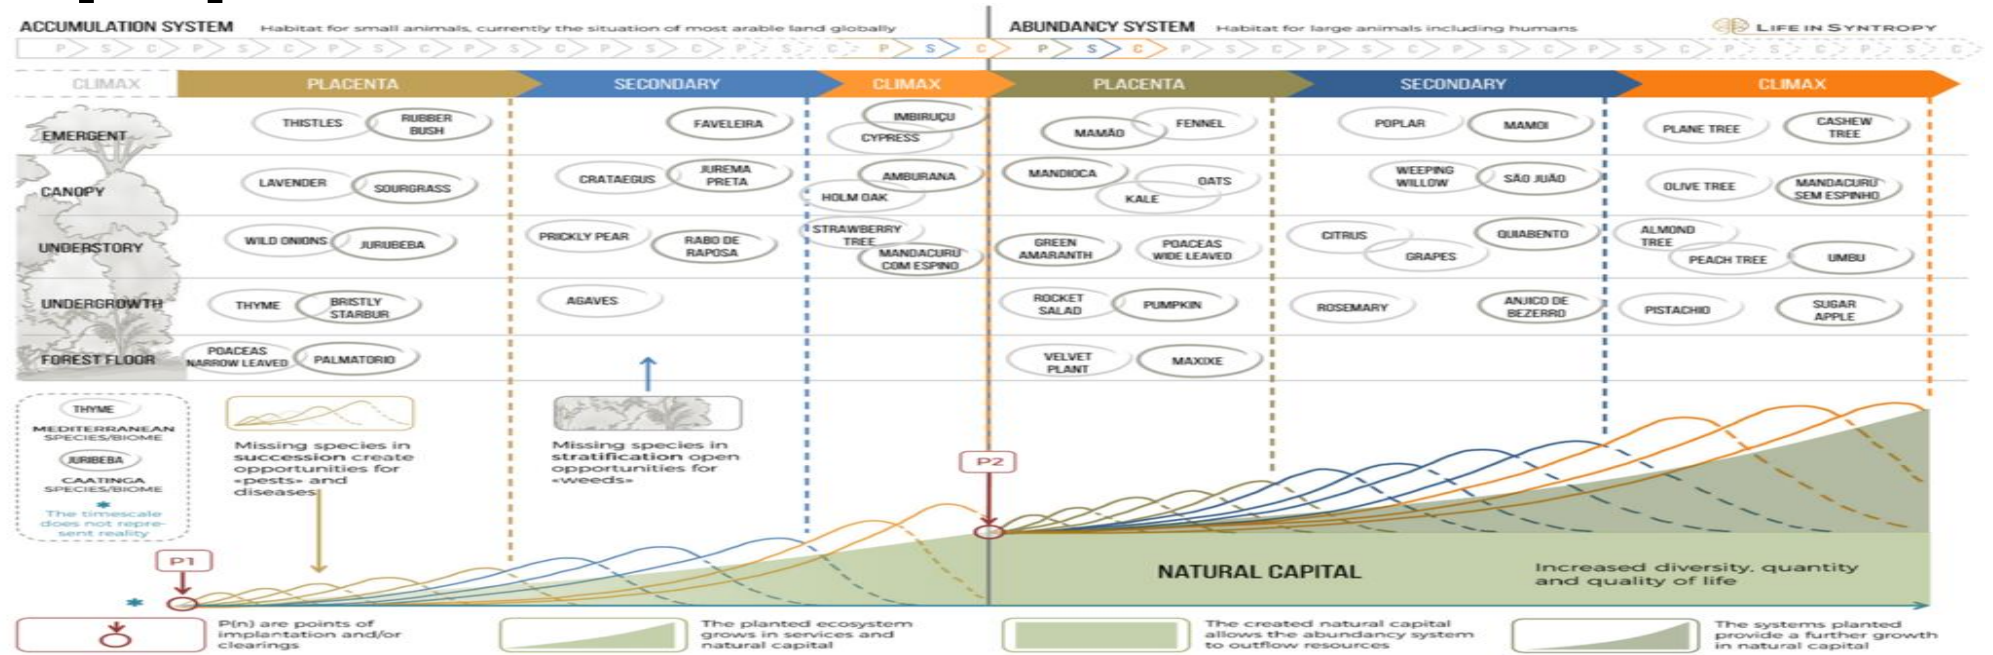 ACCUMULATION SYSTEM Habitat for small animals, currently the situation of most arable land globally
ABUNDANCY SYSTEM Habitat for large animals including humans
LIFE IN SYNTROPY
P S C P S C P S C P S C P S C P S C P S C
P S C P S C P S C P S C P S C P S C P S C
CLIMAX PLACENTA SECONDARY CLIMAX PLACENTA SECONDARY CLIMAX
EMERGENT
THISTLES
RUBBER
BUSH
FAVELEIRA
IMBIRUÇU
CYPRESS
MAMÃO
FENNEL
POPLAR
MAMOI
PLANE TREE
CASHEW
TREE
CANOPY
LAVENDER
SOURGRASS
CRATAEGUS
JUREMA
PRETA
AMBURANA
HOLM OAK
MANDIOCA
OATS
KALE
WEEPING
WILLOW
SÃO JUÃO
OLIVE TREE
MANDACURU
SEM ESPINHO
UNDERSTORY
WILD ONIONS
JURUBEBA
PRICKLY PEAR
RABO DE
RAPOSA
STRAWBERRY
TREE
MANDACURU
COM ESPINO
GREEN
AMARANTH
POACEAS
WIDE LEAVED
CITRUS
GRAPES
QUIABENTO
ALMOND
TREE
PEACH TREE
UMBU
UNDERGROWTH
THYME
BRISTLY
STARBUR
AGAVES
ROCKET
SALAD
PUMPKIN
ROSEMARY
ANJICO DE
BEZERRO
PISTACHIO
SUGAR
APPLE
FOREST FLOOR
POACEAS
NARROW LEAVED
PALMATORIO
VELVET
PLANT
MAXIXE
THYME
MEDITERRANEAN
SPECIES/BIOME
JURIBEBA
CAATINGA
SPECIES/BIOME
*
The timescale
does not repre-
sent reality
Missing species in
succession create
opportunities for
«pests» and
diseases
Missing species in
stratification open
opportunities for
«weeds»
P2
P1
*
NATURAL CAPITAL
Increased diversity, quantity
and quality of life
P(n) are points of
implantation and/or
clearings
The planted ecosystem
grows in services and
natural capital
The created natural capital
allows the abundancy system
to outflow resources
The systems planted
provide a further growth
in natural capital